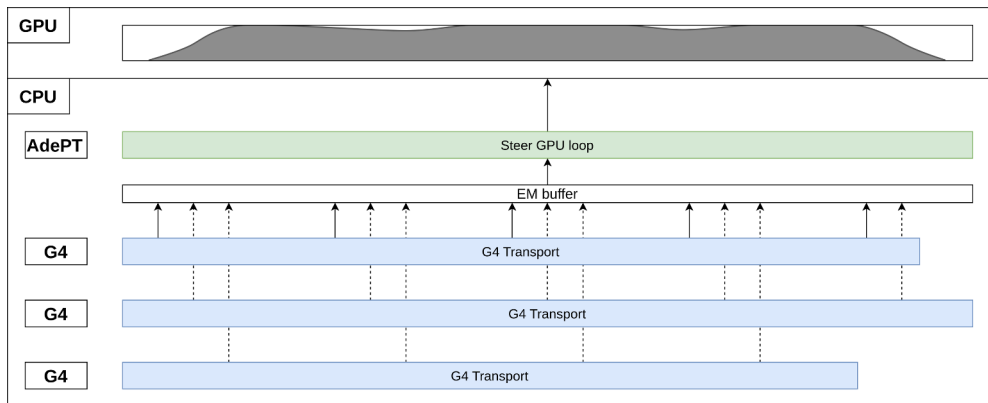 GPU
CPU
AdePT
Steer GPU loop
EM buffer
G4
G4 Transport
G4
G4 Transport
G4
G4 Transport